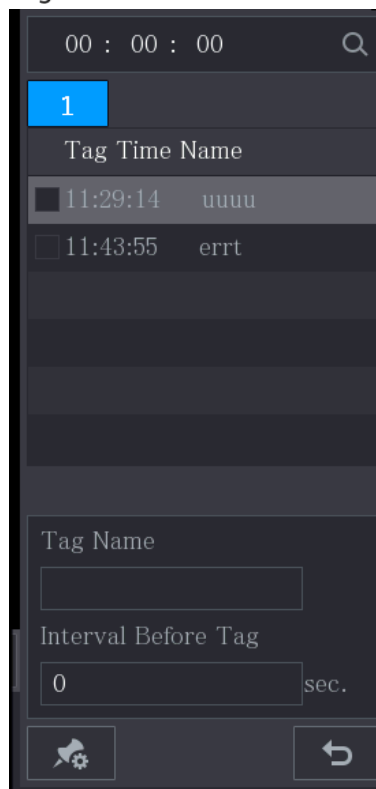 00 : 00 : 00
1
Tag Time Name
11:29:14 uuuu
11:43:55 errt
Tag Name
Interval Before Tag
0 sec.